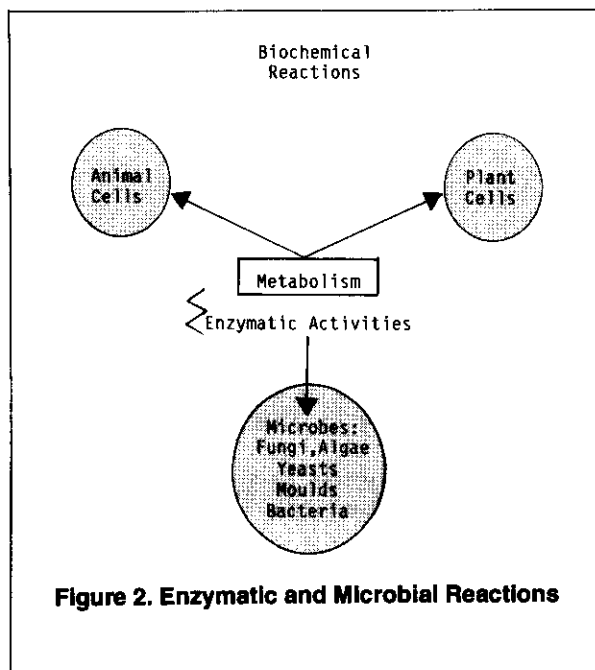 Biochemical
Reactions
Animal
Cells
Plant
Cells
Metabolism
Enzymatic Activities
Microbes:
Fungi,Algae
Yeasts
Moulds
Bacteria
Figure 2. Enzymatic and Microbial Reactions